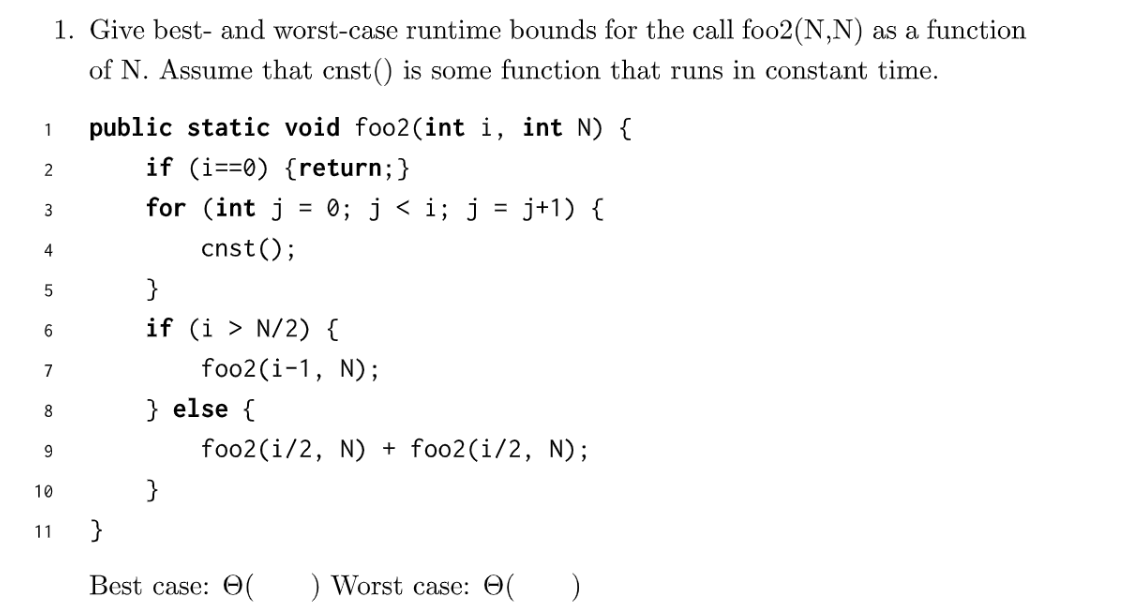 1. Give best- and worst-case runtime bounds for the call foo2(N,N) as a function
of N. Assume that cnst() is some function that runs in constant time.
1 public static void foo2(int i, int N) {
2 if (i==0) {return;}
3 for (int j = 0; j < i; j = j+1) {
4 cnst();
5 }
6 if (i > N/2) {
7 foo2(i-1, N);
8 } else {
9 foo2(i/2, N) + foo2(i/2, N);
10 }
11 }
Best case: Θ( ) Worst case: Θ( )